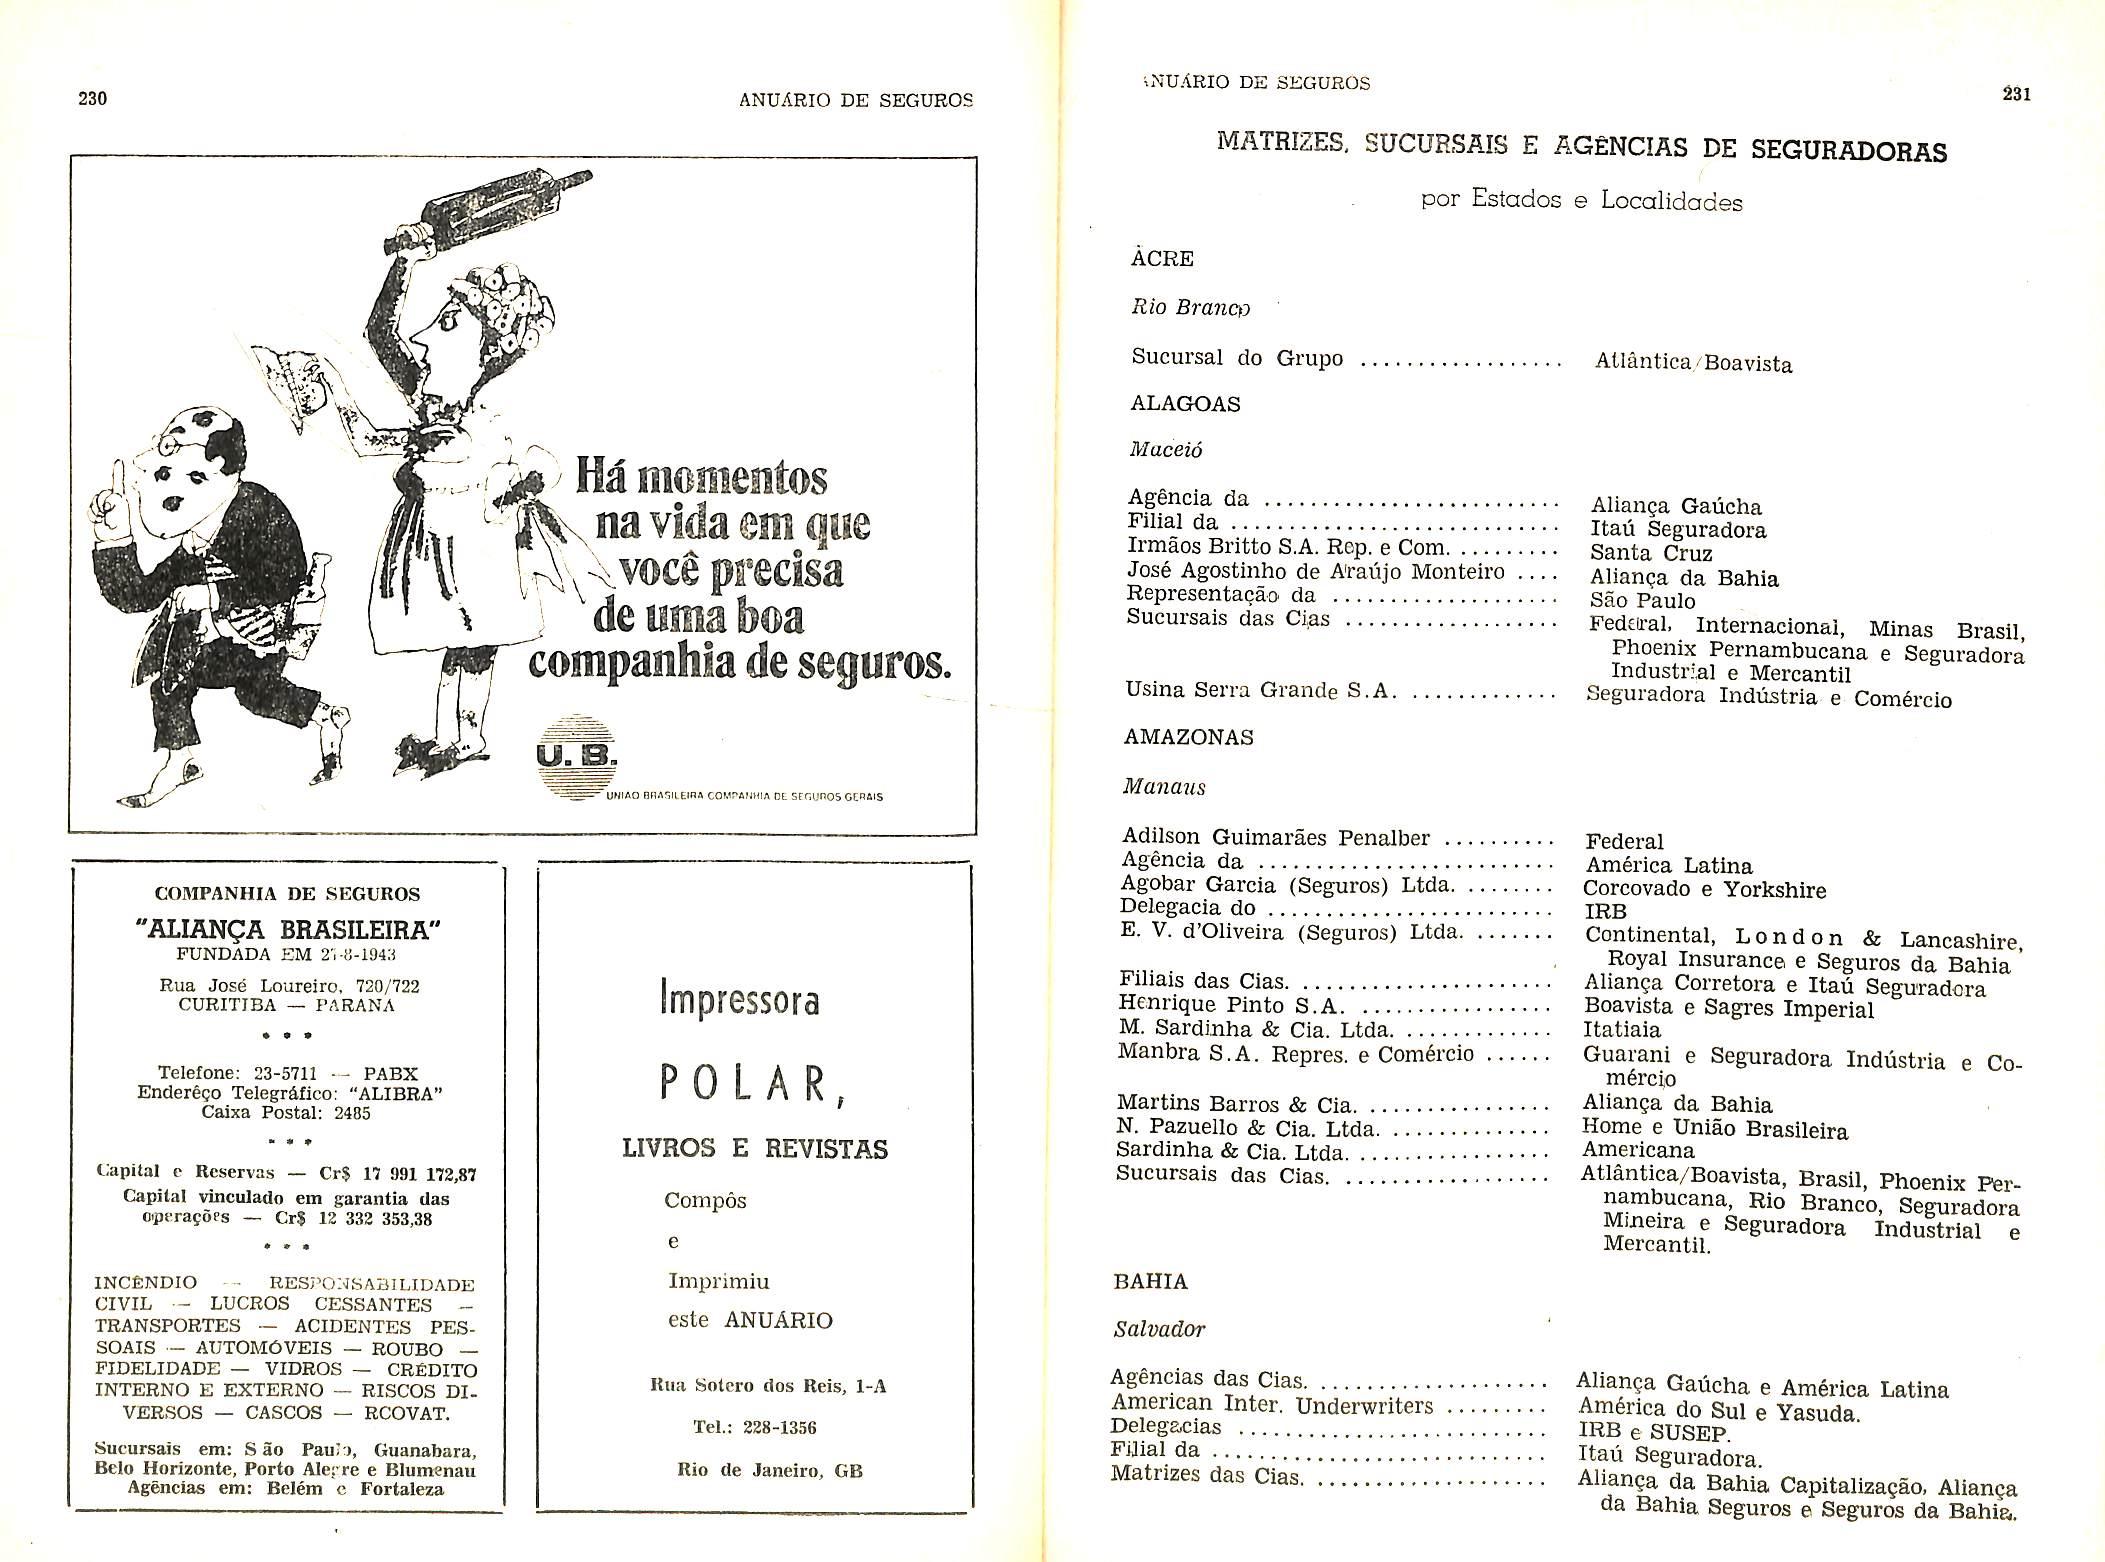 230
ANUÁRIO DE SEGUROS
Há momentos
na vida em que
você precisa
de uma boa
companhia de seguros.
U. B.
UNIÃO BRASILEIRA COMPANHIA DE SEGUROS GERAIS
COMPANHIA DE SEGUROS
"ALIANÇA BRASILEIRA"
FUNDADA EM
Rua José Loureiro, 720/722
CURITIBA — PARANÁ
* * *
Telefone: 23-5711 — PABX
Enderêço Telegráfico: "ALIBRA"
Caixa Postal: 2485
* * *
Capital e Reservas — Cr$ 17 991 172,87
Capital vinculado em garantia das
operações — Cr$ 12 332 353,38
* * *
INCÊNDIO — RESPONSABILIDADE
CIVIL — LUCROS CESSANTES —
TRANSPORTES — ACIDENTES PES-
SOAIS — AUTOMÓVEIS — ROUBO —
FIDELIDADE — VIDROS — CRÉDITO
INTERNO E EXTERNO — RISCOS DI-
VERSOS — CASCOS — RCOVAT.
Sucursais em: São Paulo, Guanabara,
Belo Horizonte, Porto Alegre e Blumenau
Agências em: Belém e Fortaleza
Impressora
POLAR,
LIVROS E REVISTAS
Compôs
e
Imprimiu
este ANUÁRIO
Rua Sotero dos Reis, 1-A
Tel.: 228-1356
Rio de Janeiro, GB
ANUÁRIO DE SEGUROS
231
MATRIZES, SUCURSAIS E AGÊNCIAS DE SEGURADORAS
por Estados e Localidades
ÀCRE
Rio Branco
Sucursal do Grupo ................. Atlântica/Boavista
ALAGOAS
Maceió
Agência da ......................... Aliança Gaúcha
Filial da ............................ Itaú Seguradora
Irmãos Britto S.A. Rep. e Com. ......... Santa Cruz
José Agostinho de Araújo Monteiro .... Aliança da Bahia
Representação da ................... São Paulo
Sucursais das Cias .................. Federal, Internacional, Minas Brasil,
Phoenix Pernambucana e Seguradora
Industrial e Mercantil
Usina Serra Grande S.A. ............. Seguradora Indústria e Comércio
AMAZONAS
Manaus
Adilson Guimarães Penalber .......... Federal
Agência da ......................... América Latina
Agobar Garcia (Seguros) Ltda. ........ Corcovado e Yorkshire
Delegacia do ........................ IRB
E. V. d'Oliveira (Seguros) Ltda. ....... Continental, London & Lancashire,
Royal Insurance e Seguros da Bahia
Filiais das Cias. ...................... Aliança Corretora e Itaú Seguradora
Henrique Pinto S.A. ................ Boavista e Sagres Imperial
M. Sardinha & Cia. Ltda. ............. Itatiaia
Manbra S.A. Repres. e Comércio ...... Guarani e Seguradora Indústria e Co-
mércio
Martins Barros & Cia. ................ Aliança da Bahia
N. Pazuello & Cia. Ltda. .............. Home e União Brasileira
Sardinha & Cia. Ltda. ................. Americana
Sucursais das Cias. .................. Atlântica/Boavista, Brasil, Phoenix Per-
nambucana, Rio Branco, Seguradora
Mineira e Seguradora Industrial e
Mercantil.
BAHIA
Salvador
Agências das Cias. .................... Aliança Gaúcha e América Latina
American Inter. Underwriters ......... América do Sul e Yasuda.
Delegacias .......................... IRB e SUSEP.
Filial da ............................. Itaú Seguradora.
Matrizes das Cias. .................... Aliança da Bahia Capitalização, Aliança
da Bahia Seguros e Seguros da Bahia.